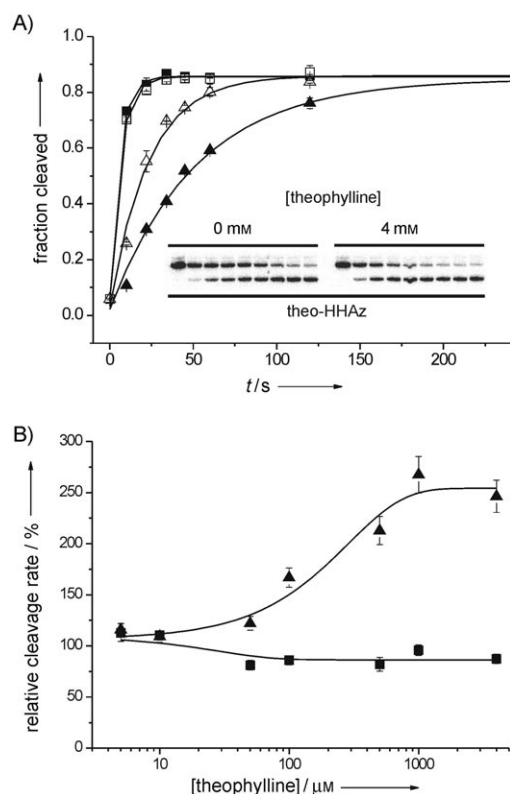 A)
fraction cleaved
1.0
0.8
0.6
0.4
0.2
0.0
[theophylline]
0 mM
4 mM
theo-HHAz
0
50
100
150
200
t/s
B)
relative cleavage rate / %
300
250
200
150
100
50
0
10
100
1000
[theophylline] / μM